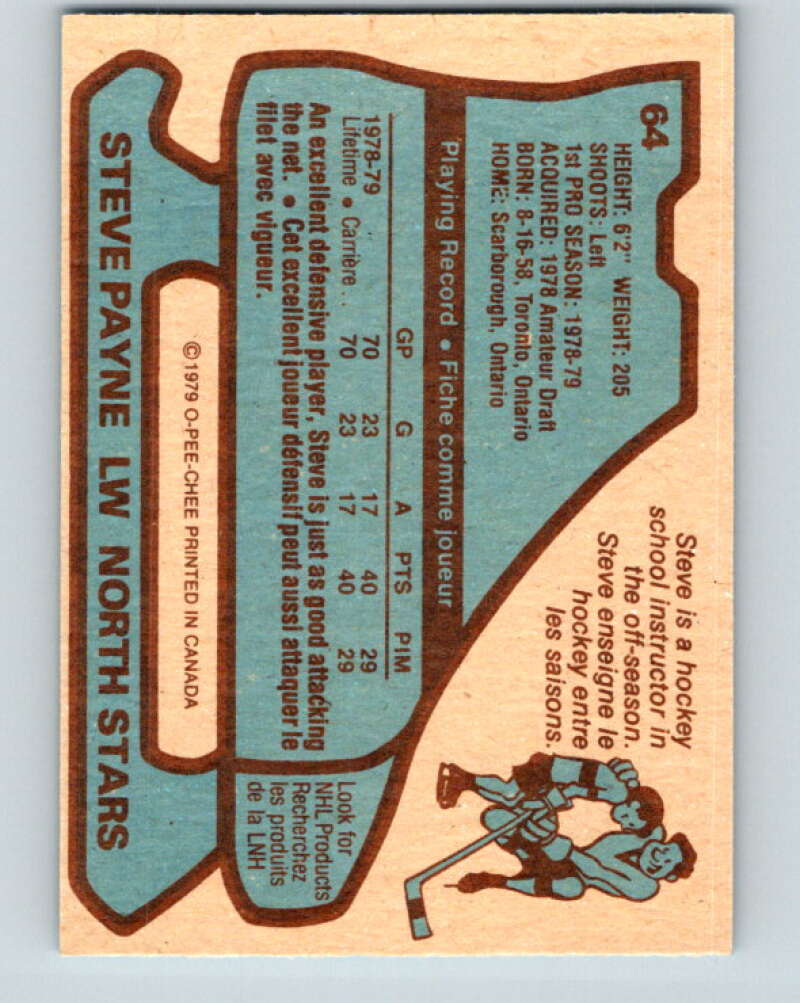 64
HEIGHT: 6'2" WEIGHT: 205
SHOOTS: Left
1st PRO SEASON: 1978-79
ACQUIRED: 1978 Amateur Draft
BORN: 8-16-58, Toronto, Ontario
HOME: Scarborough, Ontario
Steve is a hockey
school instructor in
the off-season.
Steve enseigne le
hockey entre
les saisons.
Playing Record • Fiche comme joueur
GP G A PTS PIM
1978-79 70 23 17 40 29
Lifetime • Carrière ... 70 23 17 40 29
An excellent defensive player, Steve is just as good attacking
the net. • Cet excellent joueur défensif peut aussi attaquer le
filet avec vigueur.
Look for
NHL Products
Recherchez
les produits
de la LNH
©1979 O-PEE-CHEE PRINTED IN CANADA
STEVE PAYNE LW NORTH STARS